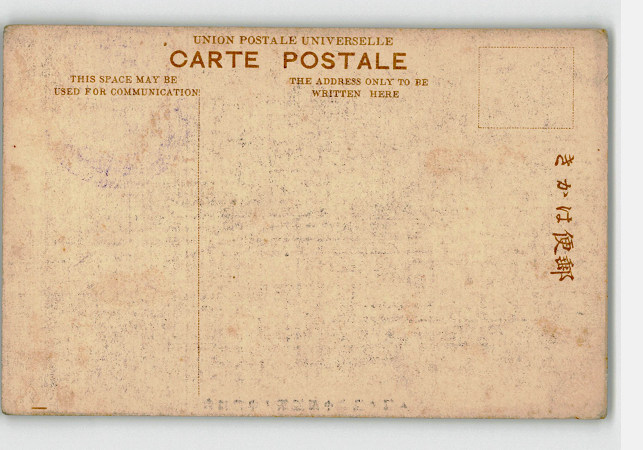 UNION POSTALE UNIVERSELLE
CARTE POSTALE
THIS SPACE MAY BE
USED FOR COMMUNICATION
THE ADDRESS ONLY TO BE
WRITTEN HERE
きかは便郵